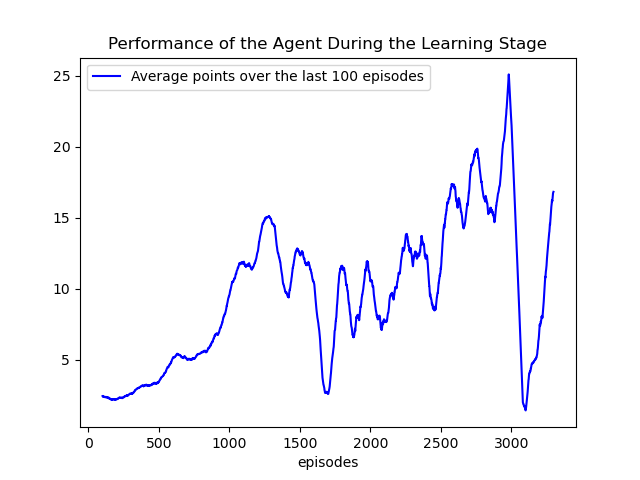 Performance of the Agent During the Learning Stage
Average points over the last 100 episodes
25
20
15
10
5
0 500 1000 1500 2000 2500 3000
episodes